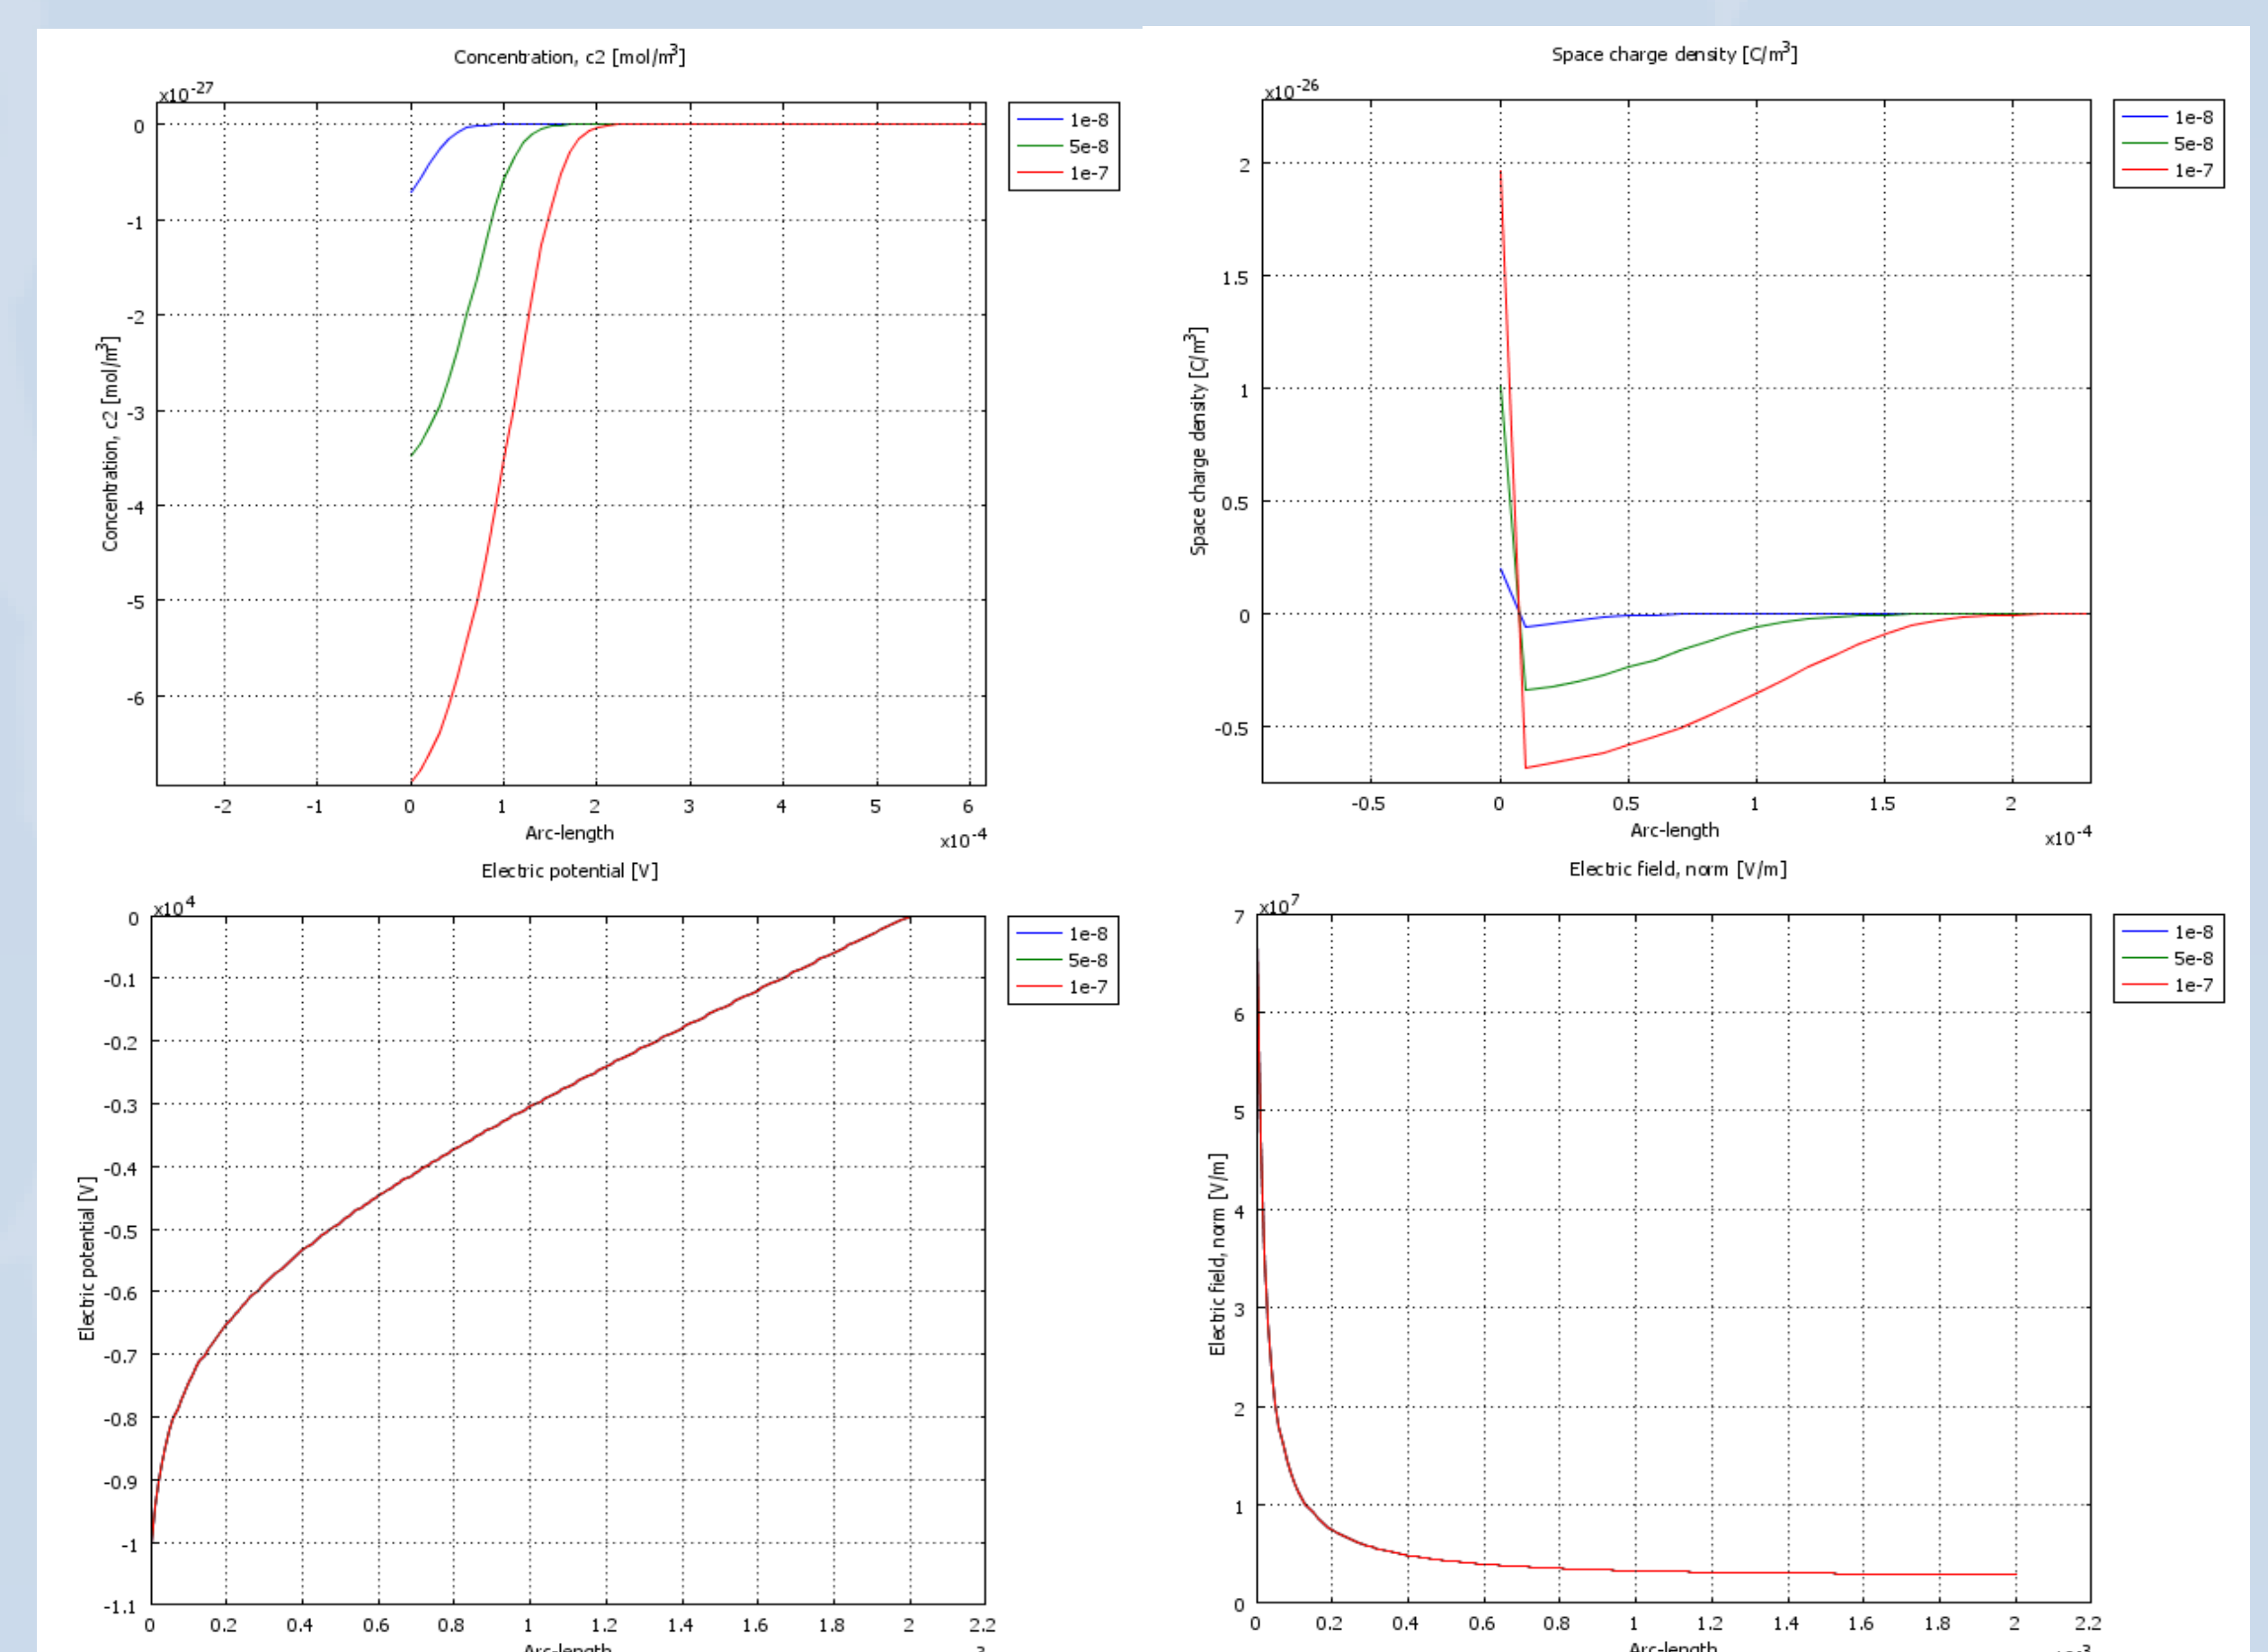 Concentration, c2 [mol/m³]
x10⁻²⁷
0
-1
-2
-3
-4
-5
-6
Concentration, c2 [mol/m³]
-2 -1 0 1 2 3 4 5 6
Arc-length
x10⁻⁴
1e-8
5e-8
1e-7
Space charge density [C/m³]
x10⁻²⁶
2
1.5
1
0.5
0
-0.5
Space charge density [C/m³]
-0.5 0 0.5 1 1.5 2
Arc-length
x10⁻⁴
1e-8
5e-8
1e-7
Electric potential [V]
x10⁴
0
-0.1
-0.2
-0.3
-0.4
-0.5
-0.6
-0.7
-0.8
-0.9
-1
-1.1
Electric potential [V]
0 0.2 0.4 0.6 0.8 1 1.2 1.4 1.6 1.8 2 2.2
Arc-length
1e-8
5e-8
1e-7
Electric field, norm [V/m]
x10⁷
7
6
5
4
3
2
1
0
Electric field, norm [V/m]
0 0.2 0.4 0.6 0.8 1 1.2 1.4 1.6 1.8 2 2.2
Arc-length
1e-8
5e-8
1e-7